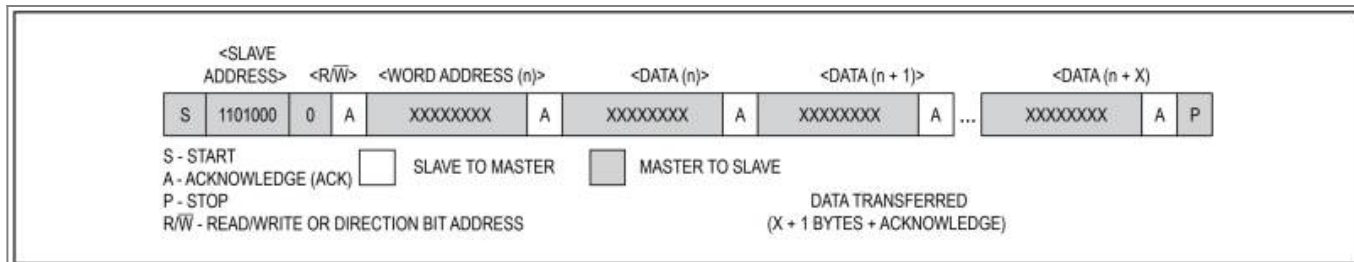 <SLAVE
ADDRESS> <R/W̅> <WORD ADDRESS (n)> <DATA (n)> <DATA (n + 1)> <DATA (n + X)
S 1101000 0 A XXXXXXXX A XXXXXXXX A XXXXXXXX A ... XXXXXXXX A P
S - START
A - ACKNOWLEDGE (ACK) SLAVE TO MASTER MASTER TO SLAVE
P - STOP DATA TRANSFERRED
R/W̅ - READ/WRITE OR DIRECTION BIT ADDRESS (X + 1 BYTES + ACKNOWLEDGE)